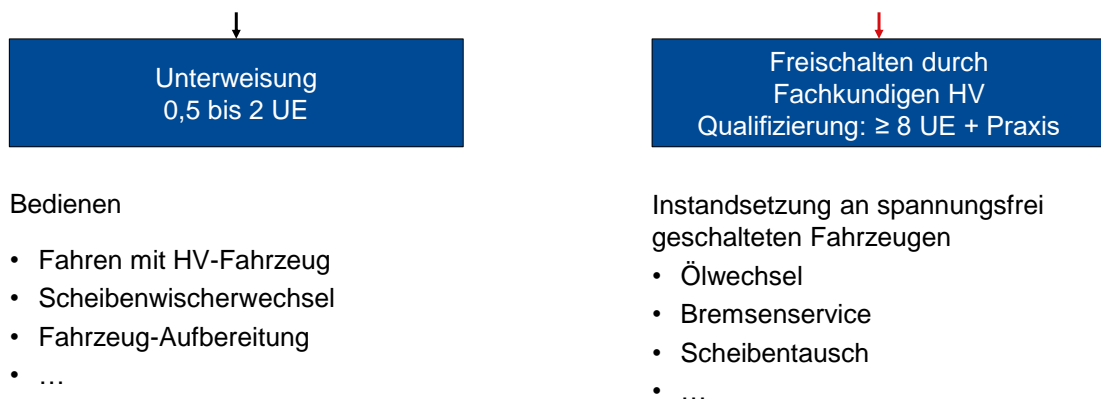 Unterweisung
0,5 bis 2 UE
Bedienen
• Fahren mit HV-Fahrzeug
• Scheibenwischerwechsel
• Fahrzeug-Aufbereitung
• …
Freischalten durch
Fachkundigen HV
Qualifizierung: ≥ 8 UE + Praxis
Instandsetzung an spannungsfrei
geschalteten Fahrzeugen
• Ölwechsel
• Bremsenservice
• Scheibentausch
• …